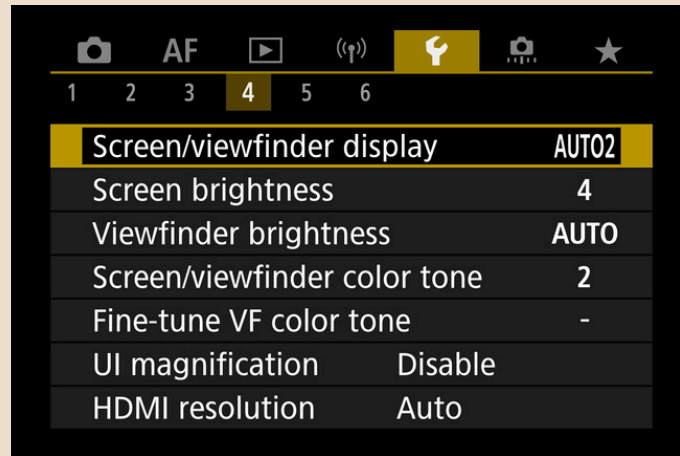 AF
1 2 3 4 5 6
Screen/viewfinder display AUTO2
Screen brightness 4
Viewfinder brightness AUTO
Screen/viewfinder color tone 2
Fine-tune VF color tone -
UI magnification Disable
HDMI resolution Auto